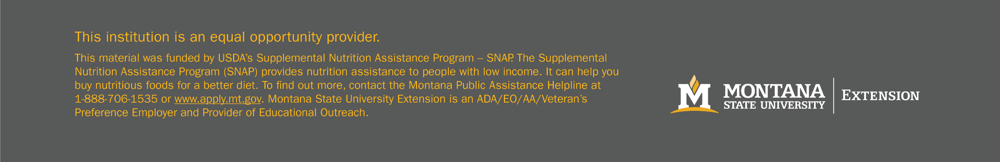 This institution is an equal opportunity provider.
This material was funded by USDA’s Supplemental Nutrition Assistance Program – SNAP. The Supplemental
Nutrition Assistance Program (SNAP) provides nutrition assistance to people with low income. It can help you
buy nutritious foods for a better diet. To find out more, contact the Montana Public Assistance Helpline at
1-888-706-1535 or www.apply.mt.gov. Montana State University Extension is an ADA/EO/AA/Veteran’s
Preference Employer and Provider of Educational Outreach.
M
MONTANA
STATE UNIVERSITY
EXTENSION